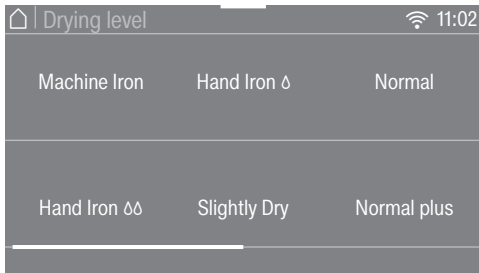 Drying level 11:02
Machine Iron Hand Iron Normal
Hand Iron Slightly Dry Normal plus